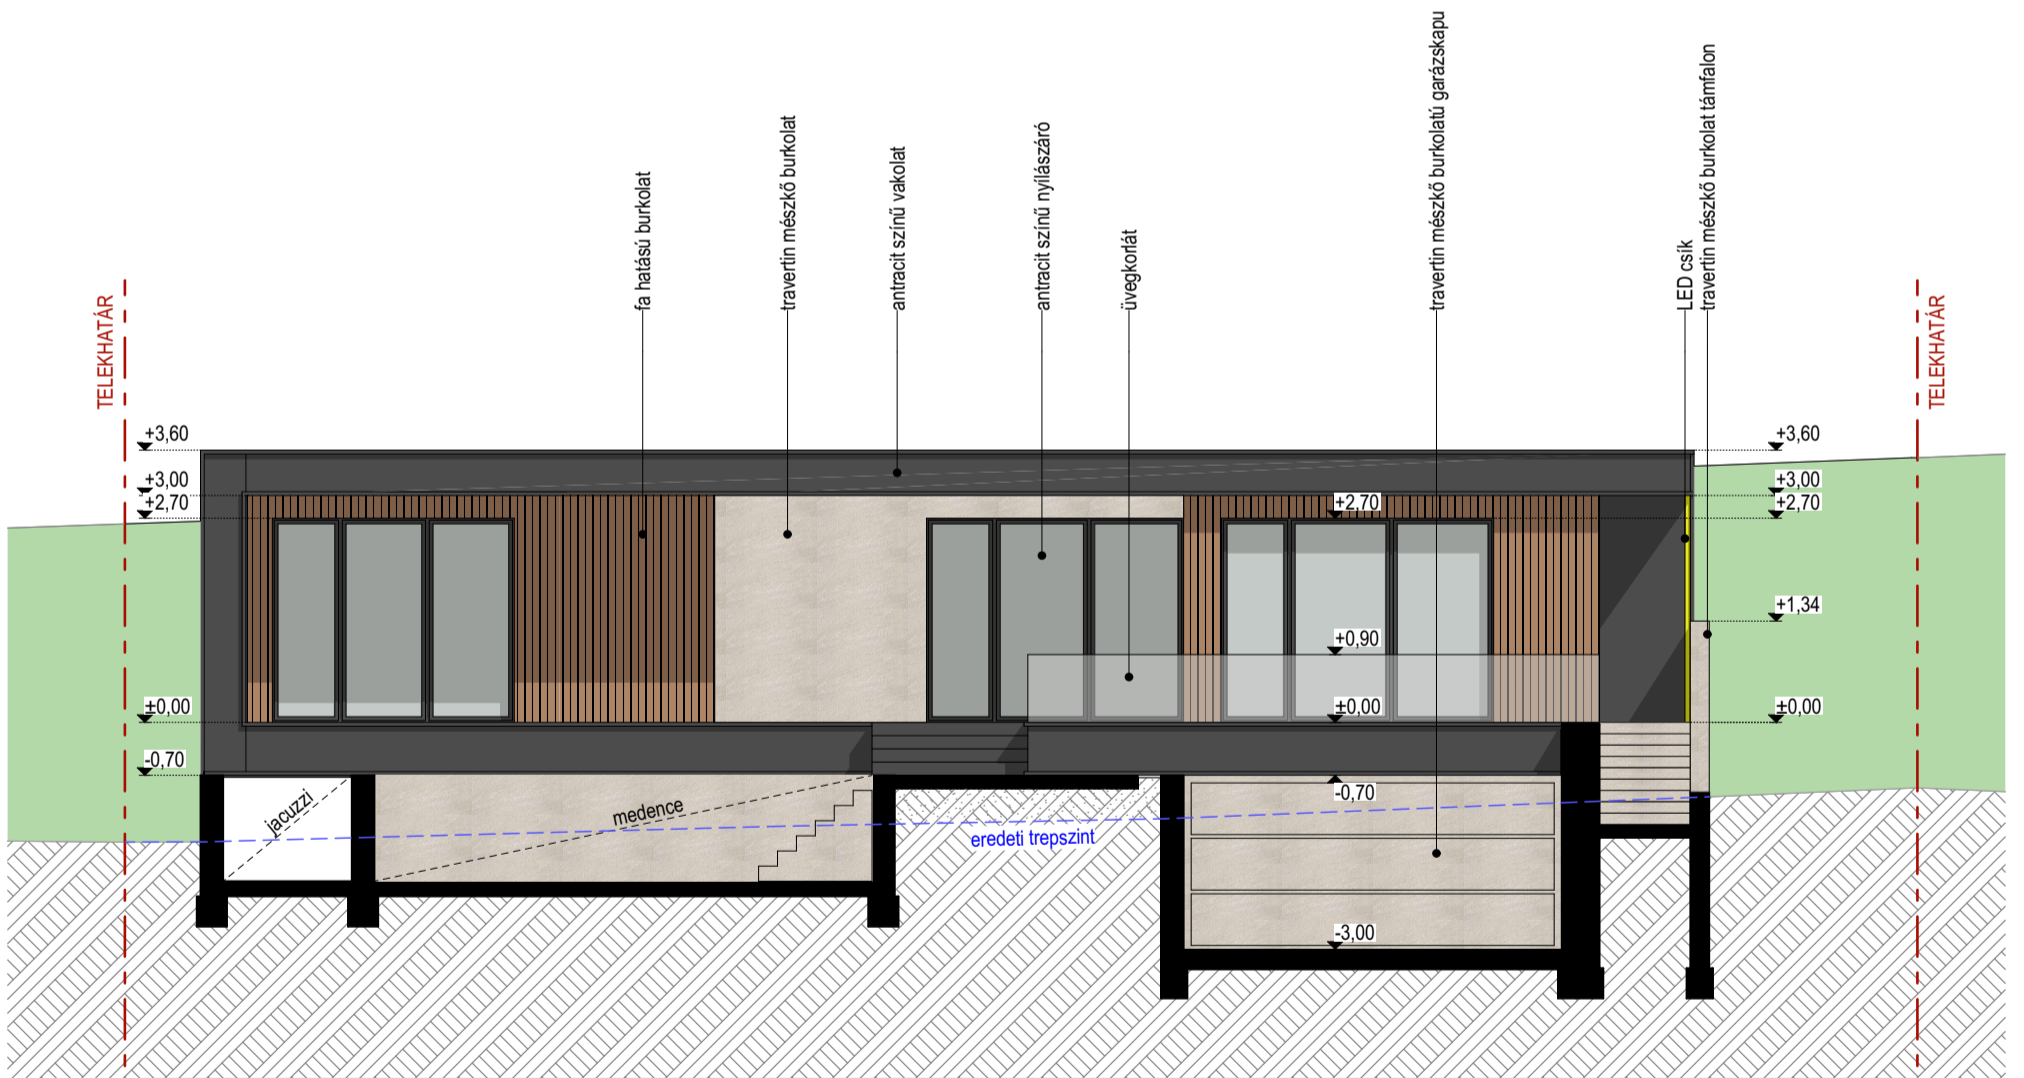 fa hatású burkolat
travertin mészkő burkolat
antracit színű vakolat
antracit színű nyílászáró
üvegkorlát
travertin mészkő burkolatú garázskapu
LED csík
travertin mészkő burkolat támfalon
TELEKHATÁR
TELEKHATÁR
+3,60
+3,00
+2,70
±0,00
-0,70
+3,60
+3,00
+2,70
+1,34
±0,00
+2,70
+0,90
±0,00
-0,70
-3,00
jacuzzi
medence
eredeti trepszint